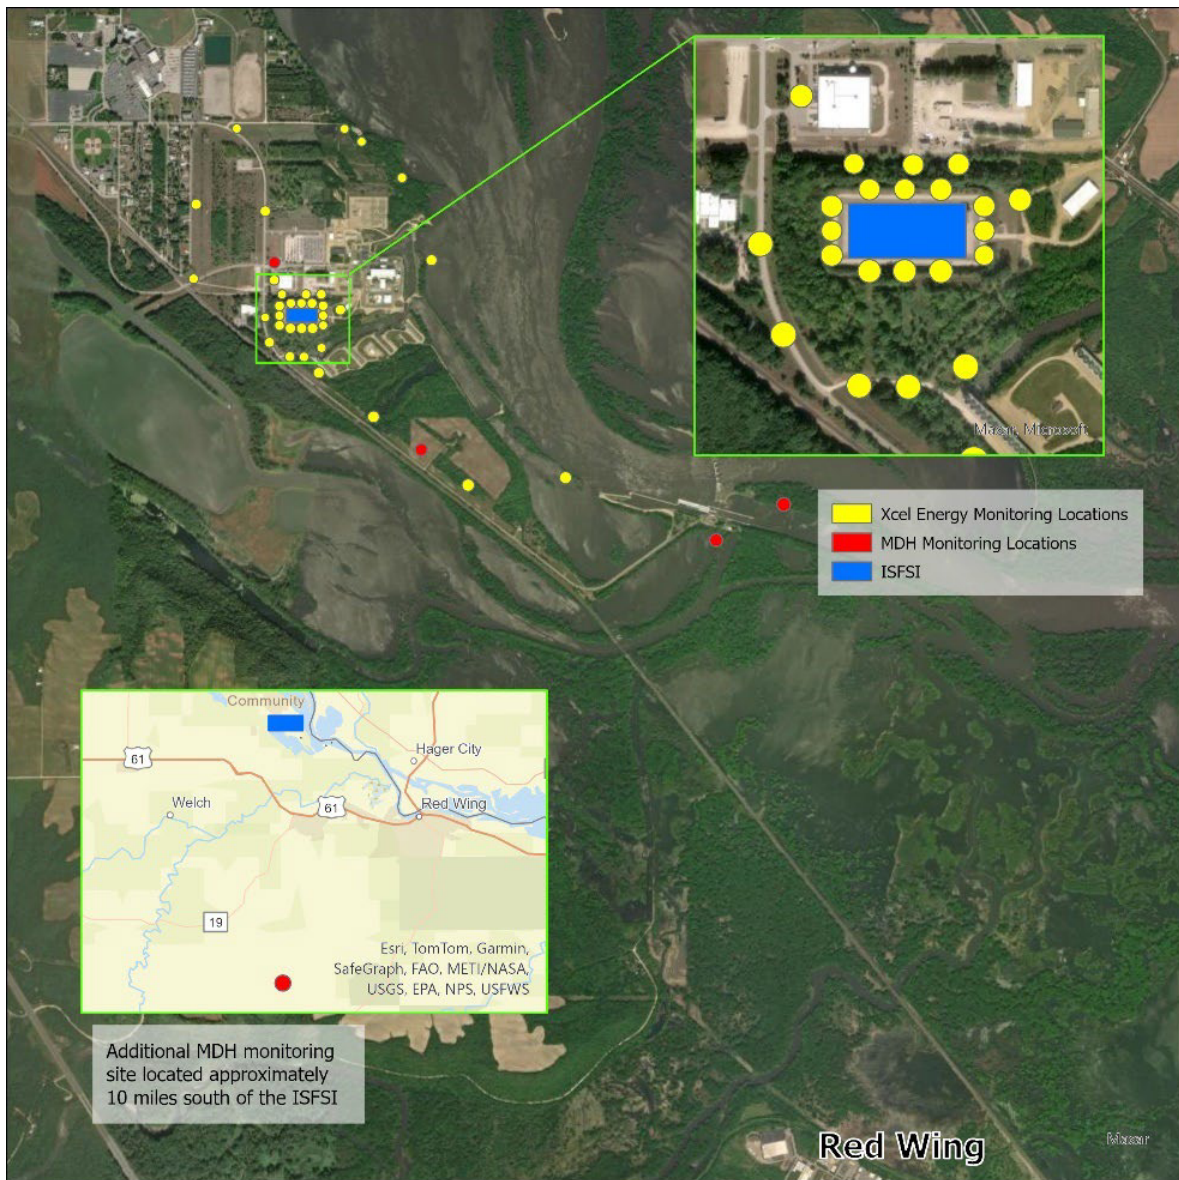 Maxar, Microsoft
Xcel Energy Monitoring Locations
MDH Monitoring Locations
ISFSI
Community
61
Hager City
Welch
61
Red Wing
19
Esri, TomTom, Garmin,
SafeGraph, FAO, METI/NASA,
USGS, EPA, NPS, USFWS
Additional MDH monitoring
site located approximately
10 miles south of the ISFSI
Red Wing
Maxar